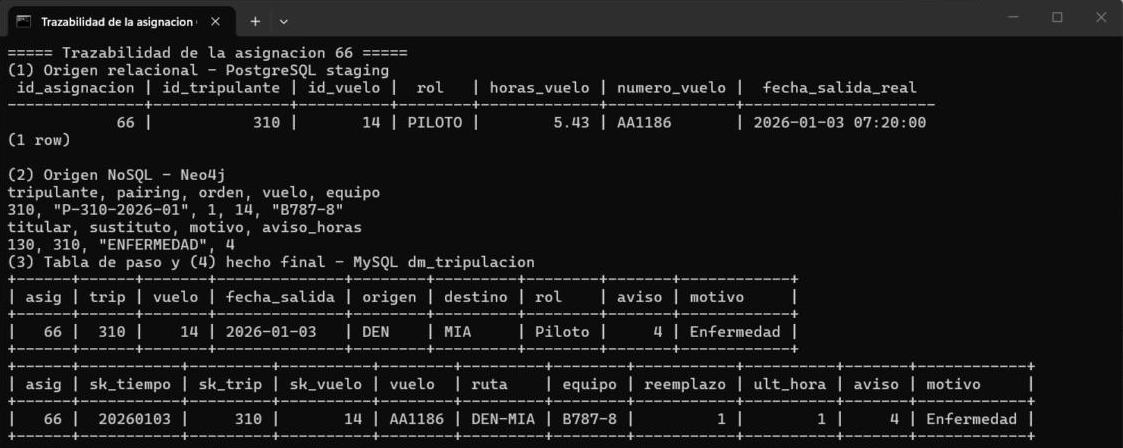 Trazabilidad de la asignacion
===== Trazabilidad de la asignacion 66 =====
(1) Origen relacional - PostgreSQL staging
 id_asignacion | id_tripulante | id_vuelo |  rol   | horas_vuelo | numero_vuelo |  fecha_salida_real
---------------+---------------+----------+--------+-------------+--------------+---------------------
            66 |           310 |       14 | PILOTO |        5.43 | AA1186       | 2026-01-03 07:20:00
(1 row)
(2) Origen NoSQL - Neo4j
tripulante, pairing, orden, vuelo, equipo
310, "P-310-2026-01", 1, 14, "B787-8"
titular, sustituto, motivo, aviso_horas
130, 310, "ENFERMEDAD", 4
(3) Tabla de paso y (4) hecho final - MySQL dm_tripulacion
+------+------+-------+--------------+--------+---------+--------+-------+------------+
| asig | trip | vuelo | fecha_salida | origen | destino | rol    | aviso | motivo     |
+------+------+-------+--------------+--------+---------+--------+-------+------------+
|   66 |  310 |    14 | 2026-01-03   | DEN    | MIA     | Piloto |     4 | Enfermedad |
+------+------+-------+--------------+--------+---------+--------+-------+------------+
+------+-----------+---------+----------+--------+---------+--------+-----------+----------+-------+------------+
| asig | sk_tiempo | sk_trip | sk_vuelo | vuelo  | ruta    | equipo | reemplazo | ult_hora | aviso | motivo     |
+------+-----------+---------+----------+--------+---------+--------+-----------+----------+-------+------------+
|   66 |  20260103 |     310 |       14 | AA1186 | DEN-MIA | B787-8 |         1 |        1 |     4 | Enfermedad |
+------+-----------+---------+----------+--------+---------+--------+-----------+----------+-------+------------+